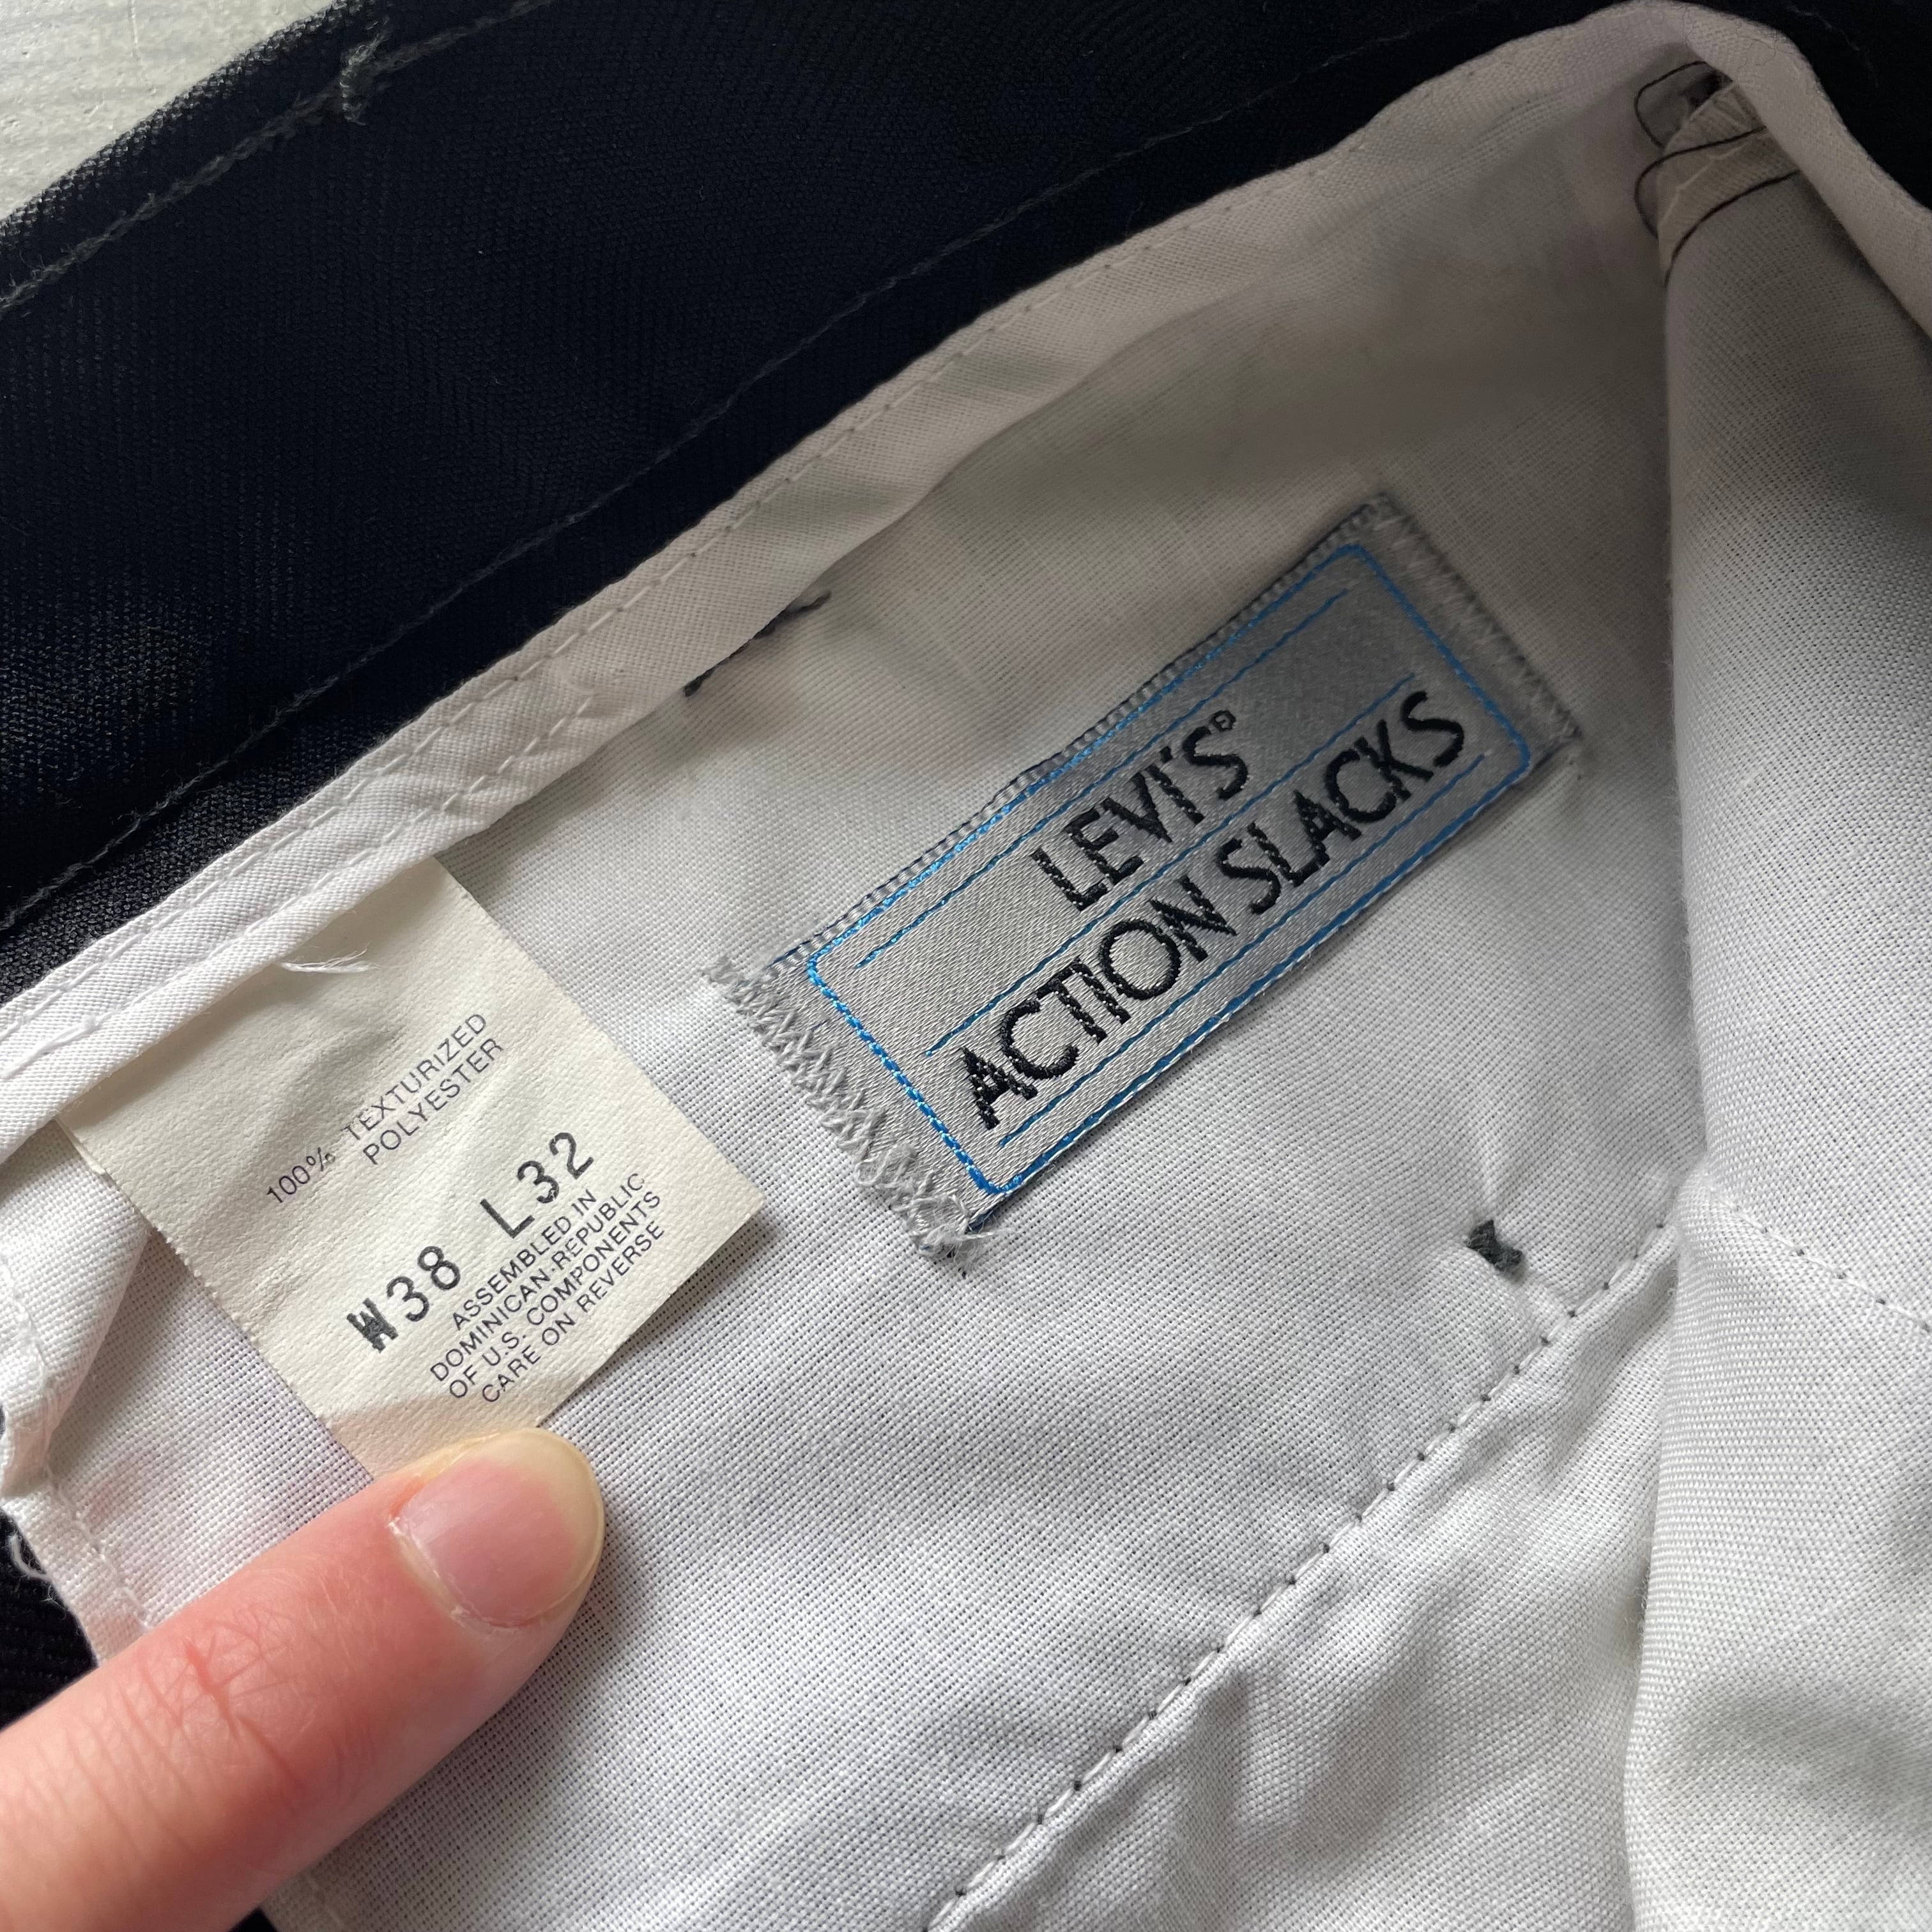 LEVI'S®
ACTION SLACKS
100% TEXTURIZED
POLYESTER
W38 L32
ASSEMBLED IN
DOMINICAN REPUBLIC
OF U.S. COMPONENTS
CARE ON REVERSE